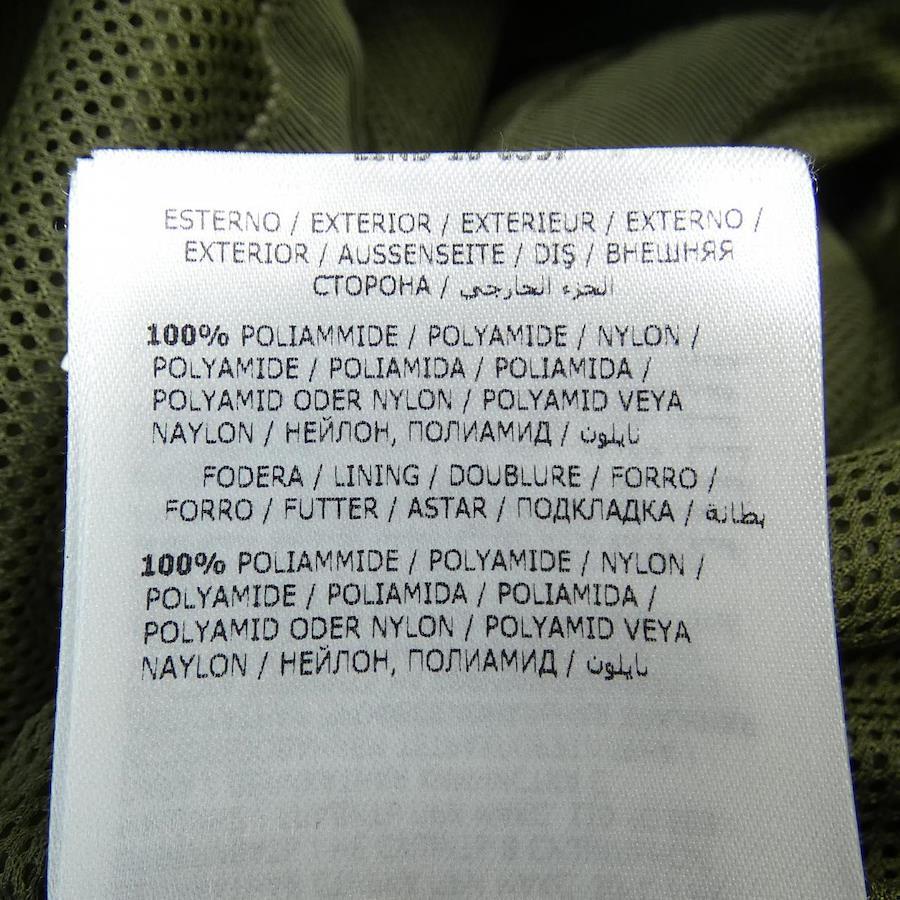 ESTERNO / EXTERIOR / EXTERIEUR / EXTERNO /
EXTERIOR / AUSSENSEITE / DIŞ / ВНЕШНЯЯ
СТОРОНА / الجزء الخارجي
100% POLIAMMIDE / POLYAMIDE / NYLON /
POLYAMIDE / POLIAMIDA / POLIAMIDA /
POLYAMID ODER NYLON / POLYAMID VEYA
NAYLON / НЕЙЛОН, ПОЛИАМИД / نايلون
FODERA / LINING / DOUBLURE / FORRO /
FORRO / FUTTER / ASTAR / ПОДКЛАДКА / بطانة
100% POLIAMMIDE / POLYAMIDE / NYLON /
POLYAMIDE / POLIAMIDA / POLIAMIDA /
POLYAMID ODER NYLON / POLYAMID VEYA
NAYLON / НЕЙЛОН, ПОЛИАМИД / نايلون